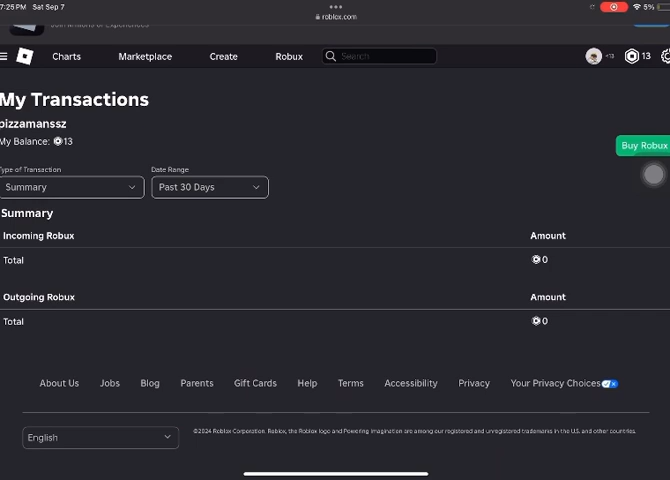 7:25 PM Sat Sep 7
5%
roblox.com
Charts Marketplace Create Robux Search +13 13
My Transactions
pizzamanssz
My Balance: 13
Buy Robux
Type of Transaction Date Range
Summary Past 30 Days
Summary
Incoming Robux Amount
Total 0
Outgoing Robux Amount
Total 0
About Us Jobs Blog Parents Gift Cards Help Terms Accessibility Privacy Your Privacy Choices
English
©2024 Roblox Corporation. Roblox, the Roblox logo and Powering Imagination are among our registered and unregistered trademarks in the U.S. and other countries.